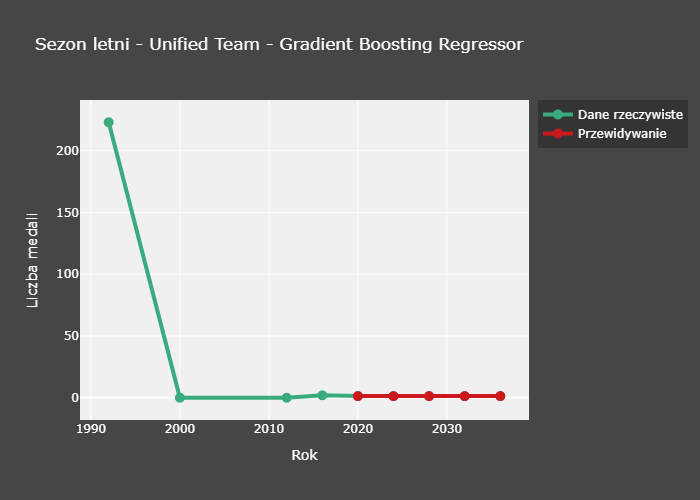 Sezon letni - Unified Team - Gradient Boosting Regressor
Dane rzeczywiste
Przewidywanie
Liczba medali
200
150
100
50
0
1990 2000 2010 2020 2030
Rok